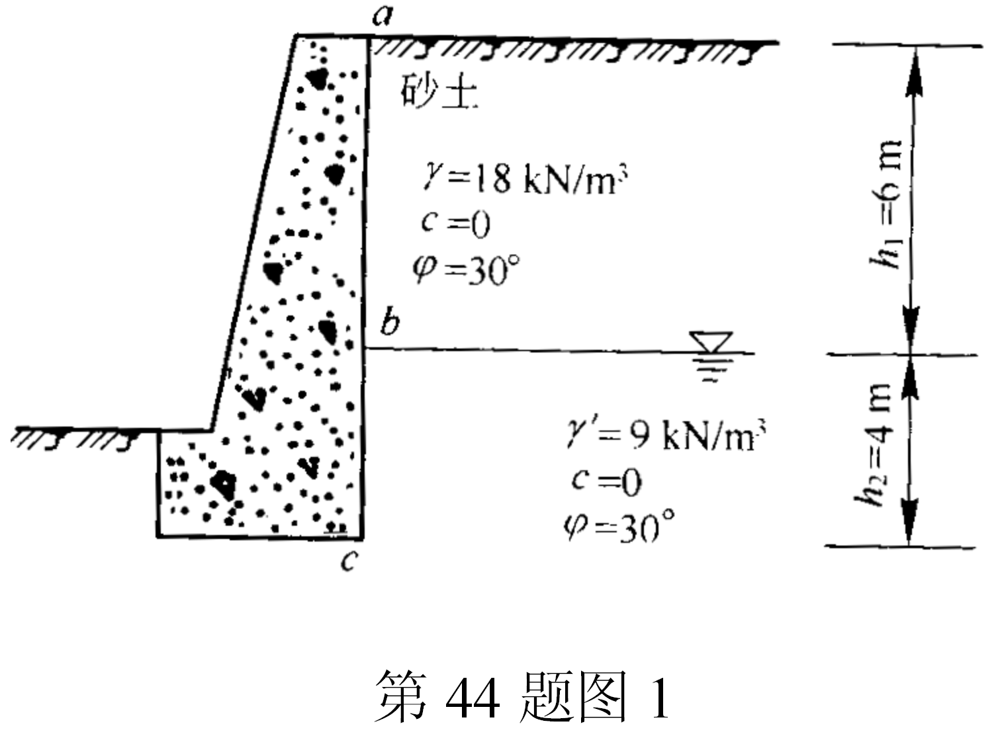 a
砂土
γ=18 kN/m³
c=0
φ=30°
h₁=6 m
b
γ′=9 kN/m³
c=0
φ=30°
h₂=4 m
c
第 44 题图 1